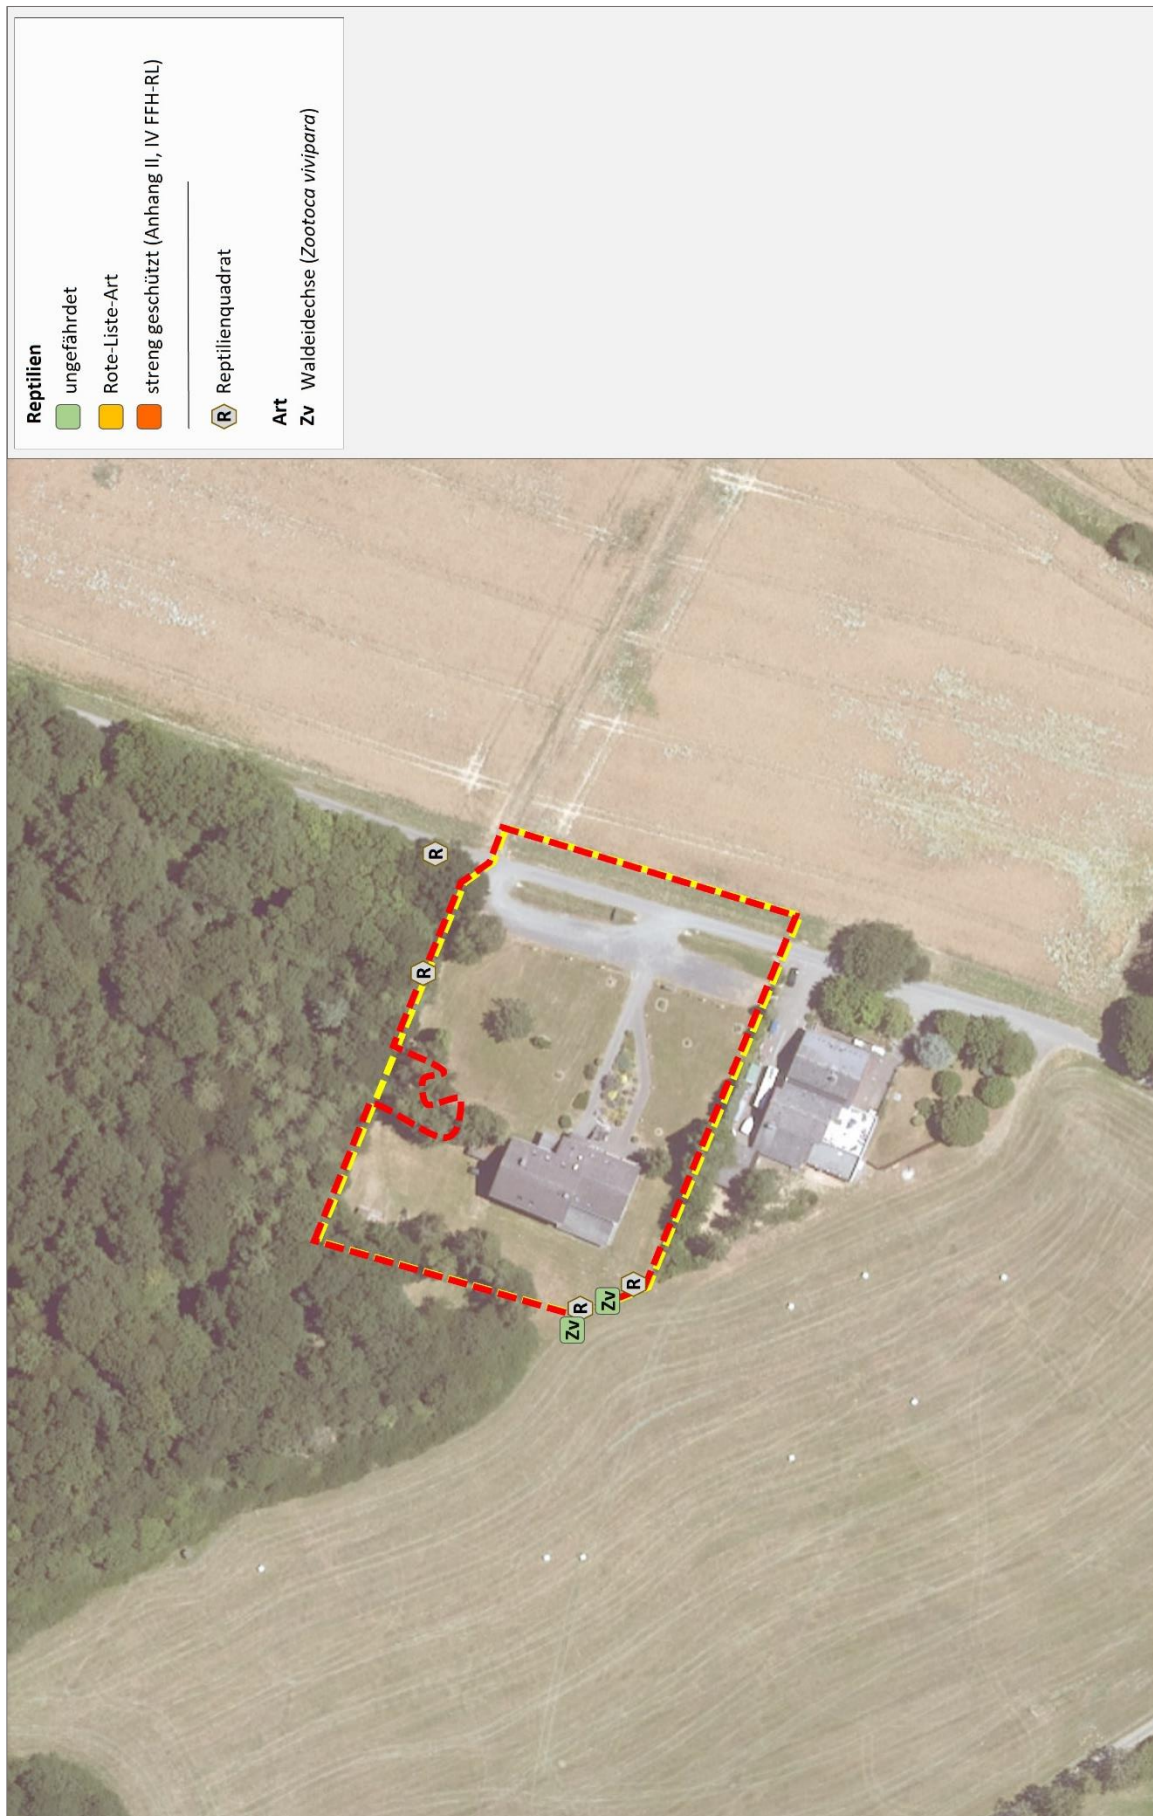 Reptilien
ungefährdet
Rote-Liste-Art
streng geschützt (Anhang II, IV FFH-RL)
R Reptilienquadrat
Art
Zv Waldeidechse (Zootoca vivipara)
R
R
R
Zv
R
Zv